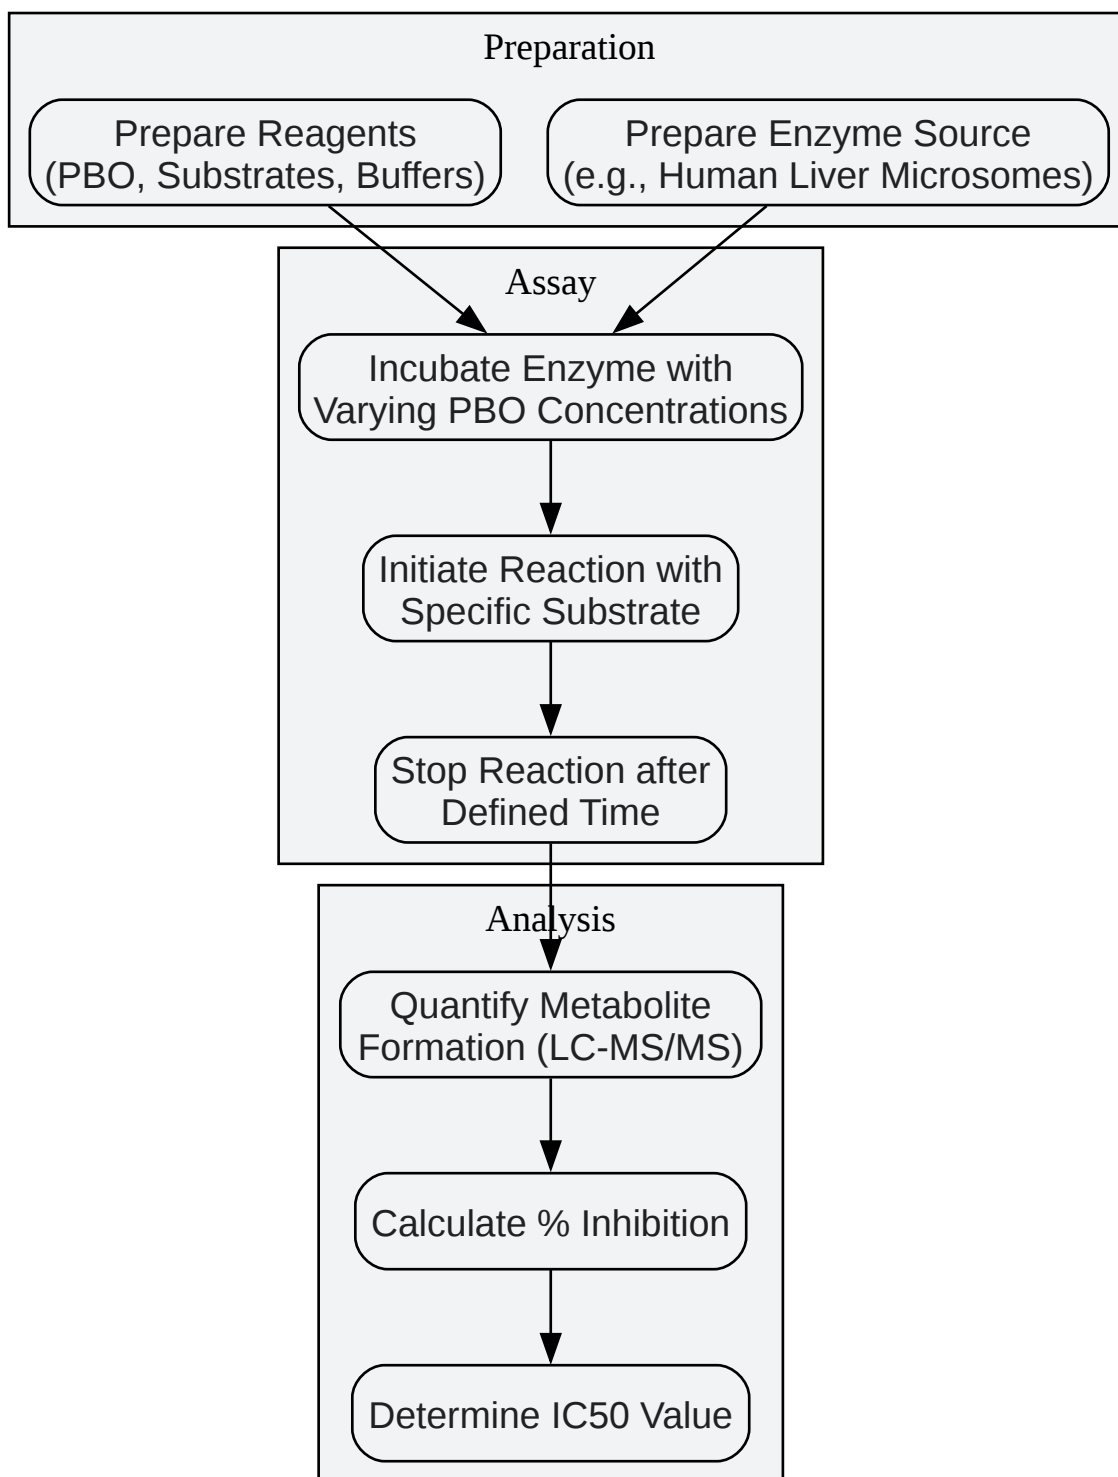 Preparation
Prepare Reagents
(PBO, Substrates, Buffers)
Prepare Enzyme Source
(e.g., Human Liver Microsomes)
Assay
Incubate Enzyme with
Varying PBO Concentrations
Initiate Reaction with
Specific Substrate
Stop Reaction after
Defined Time
Analysis
Quantify Metabolite
Formation (LC-MS/MS)
Calculate % Inhibition
Determine IC50 Value